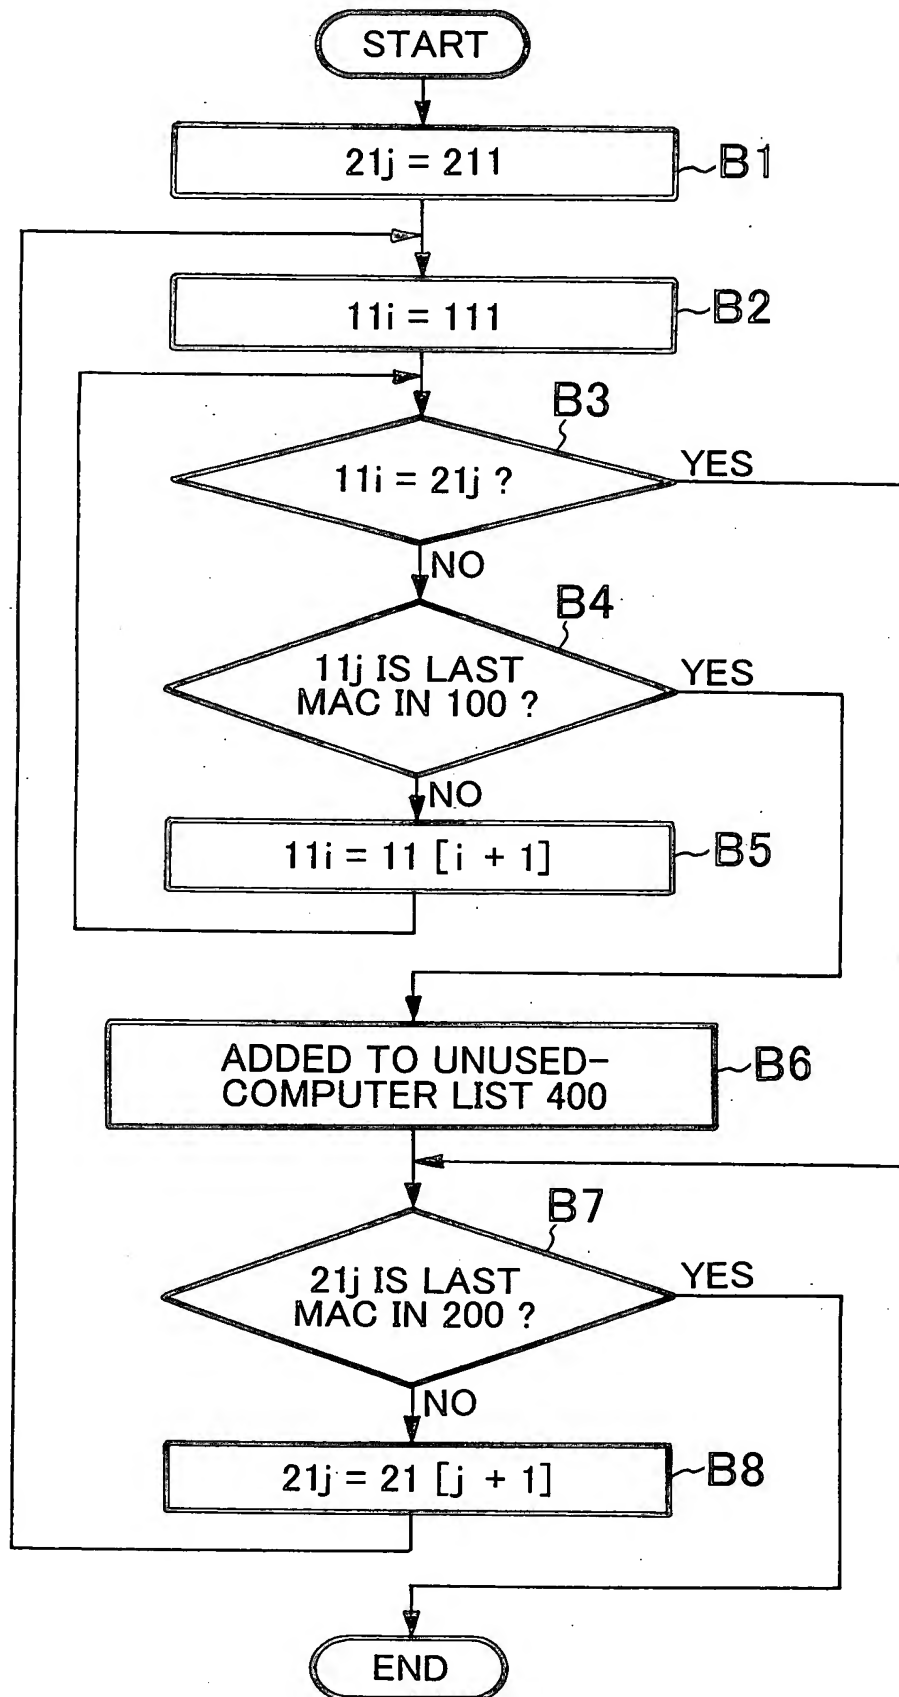 START
21j = 211
B1
11i = 111
B2
B3
11i = 21j ?
YES
NO
B4
11j IS LAST
MAC IN 100 ?
YES
NO
11i = 11 [i + 1]
B5
ADDED TO UNUSED-
COMPUTER LIST 400
B6
B7
21j IS LAST
MAC IN 200 ?
YES
NO
21j = 21 [j + 1]
B8
END